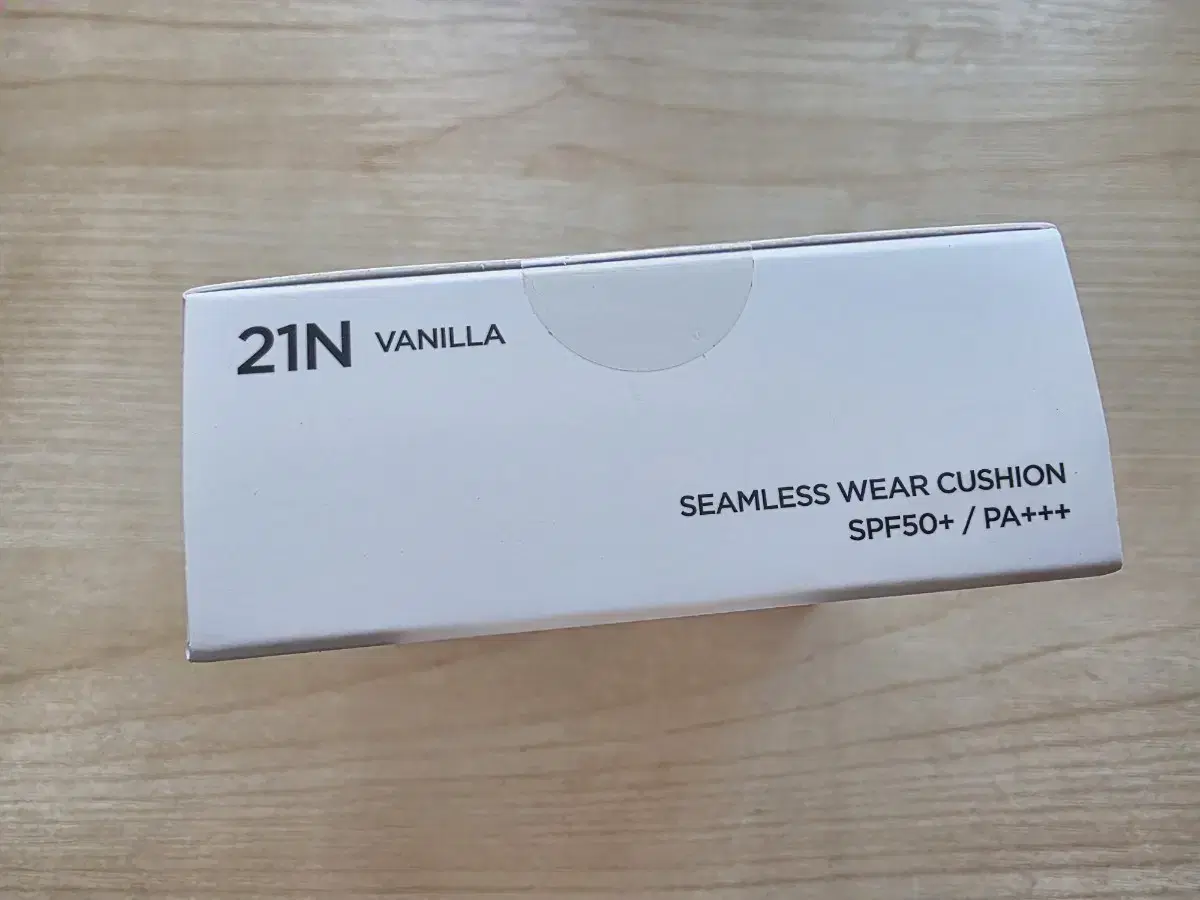 21N VANILLA
SEAMLESS WEAR CUSHION
SPF50+ / PA+++